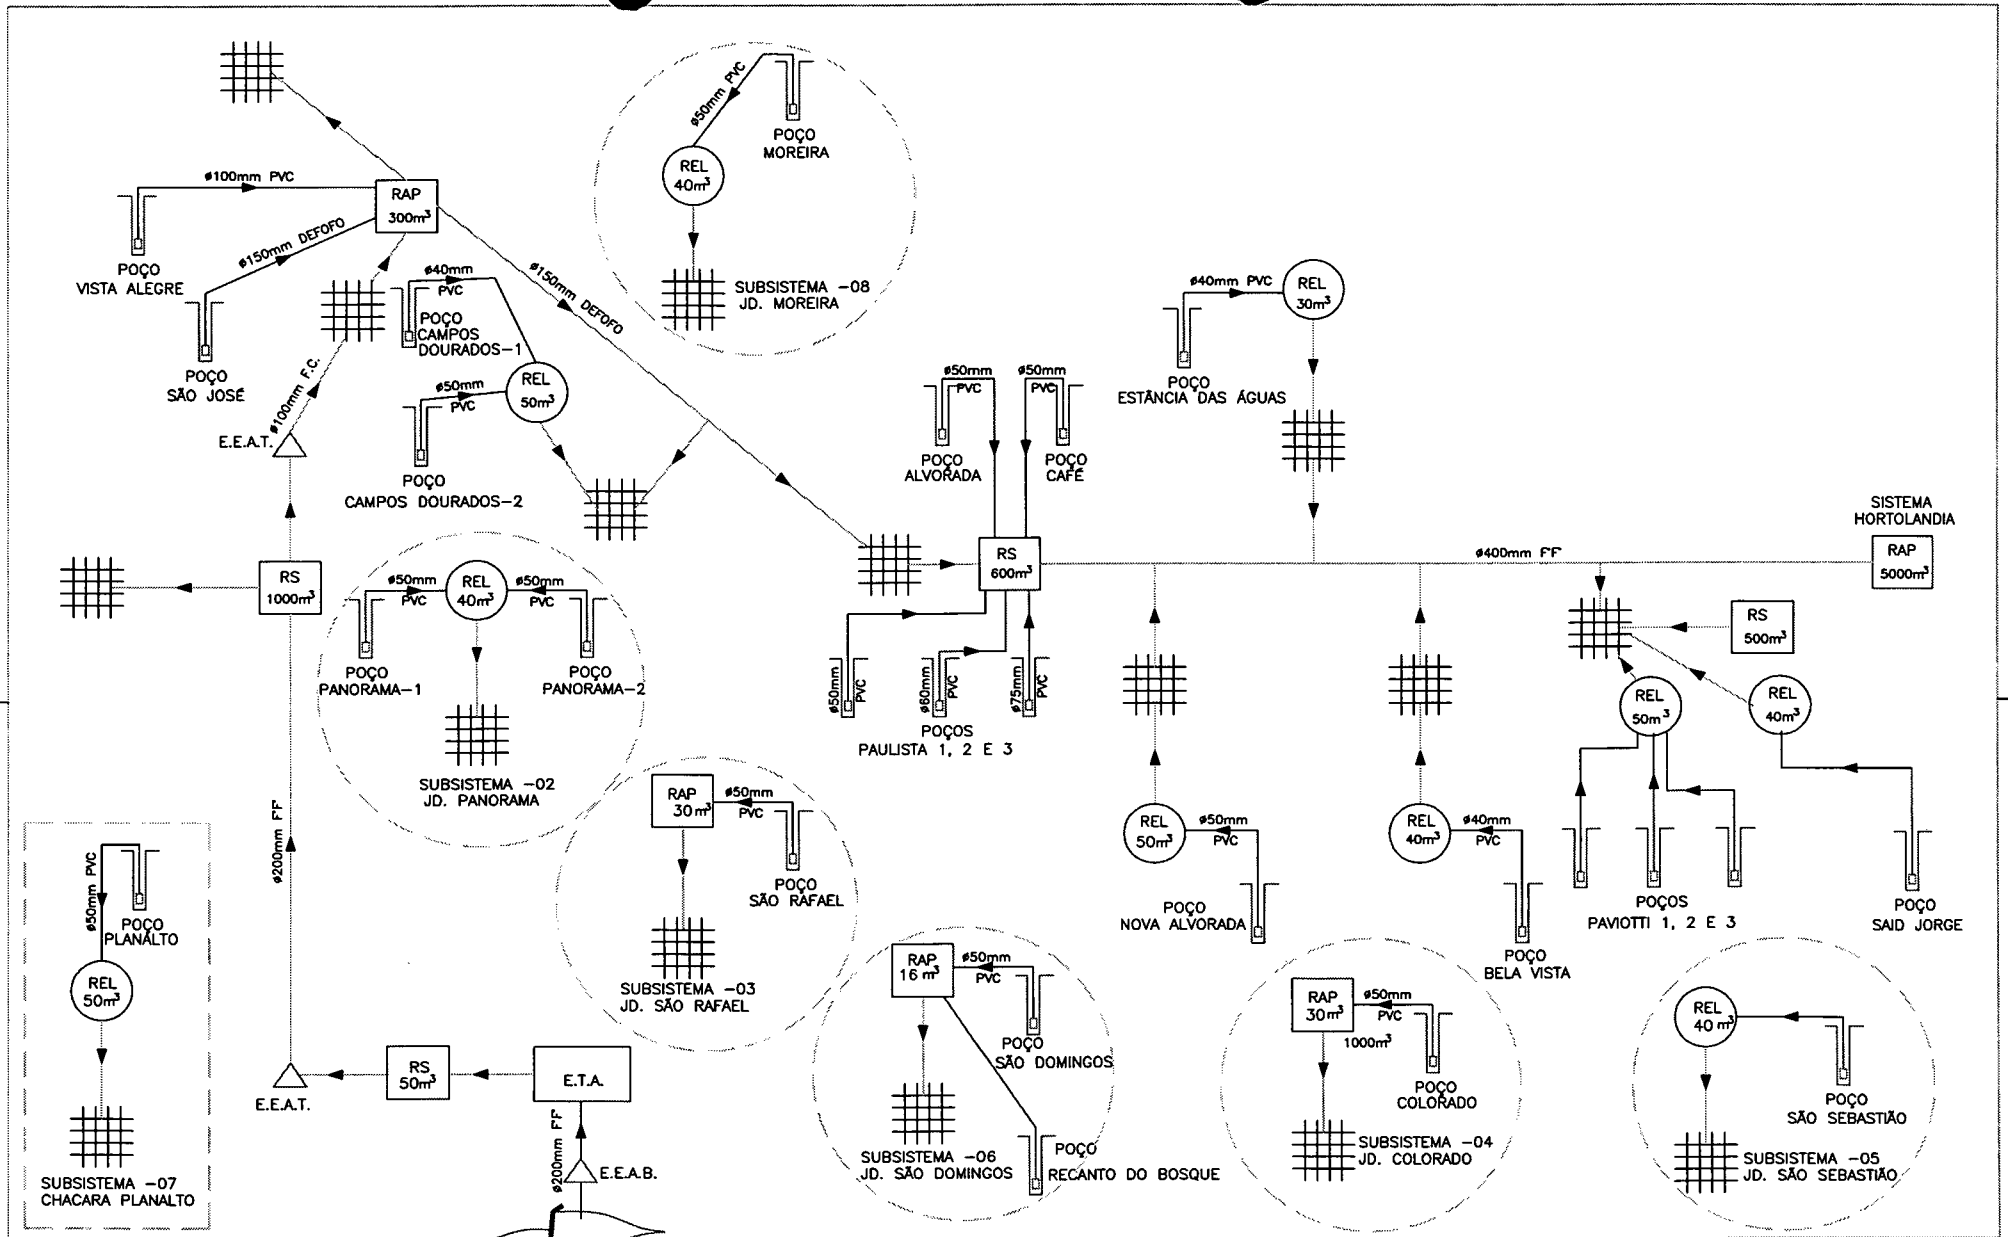 ø50mm PVC
POÇO
MOREIRA
REL
40m³
SUBSISTEMA -08
JD. MOREIRA
ø100mm PVC
RAP
300m³
POÇO
VISTA ALEGRE
ø150mm DEFOFO
POÇO
SÃO JOSÉ
ø40mm
PVC
POÇO
CAMPOS
DOURADOS-1
ø150mm DEFOFO
REL
50m³
ø50mm
PVC
POÇO
CAMPOS DOURADOS-2
ø100mm F.C.
E.E.A.T.
ø40mm PVC
REL
30m³
POÇO
ESTÂNCIA DAS ÁGUAS
ø50mm
PVC
ø50mm
PVC
POÇO
ALVORADA
POÇO
CAFÉ
RS
600m³
ø400mm FF
SISTEMA
HORTOLANDIA
RAP
5000m³
RS
1000m³
ø50mm
PVC
REL
40m³
ø50mm
PVC
POÇO
PANORAMA-1
POÇO
PANORAMA-2
SUBSISTEMA -02
JD. PANORAMA
ø50mm
PVC
ø60mm
PVC
ø75mm
PVC
POÇOS
PAULISTA 1, 2 E 3
RS
500m³
REL
50m³
REL
40m³
RAP
30m³
ø50mm
PVC
POÇO
SÃO RAFAEL
SUBSISTEMA -03
JD. SÃO RAFAEL
REL
50m³
ø50mm
PVC
POÇO
NOVA ALVORADA
REL
40m³
ø40mm
PVC
POÇO
BELA VISTA
POÇOS
PAVIOTTI 1, 2 E 3
POÇO
SAID JORGE
ø200mm FF
ø50mm PVC
POÇO
PLANALTO
REL
50m³
SUBSISTEMA -07
CHACARA PLANALTO
E.E.A.T.
RS
50m³
E.T.A.
ø200mm FF
E.E.A.B.
RAP
16 m³
ø50mm
PVC
POÇO
SÃO DOMINGOS
SUBSISTEMA -06
JD. SÃO DOMINGOS
POÇO
RECANTO DO BOSQUE
RAP
30m³
ø50mm
PVC
1000m³
POÇO
COLORADO
SUBSISTEMA -04
JD. COLORADO
REL
40 m³
POÇO
SÃO SEBASTIÃO
SUBSISTEMA -05
JD. SÃO SEBASTIÃO